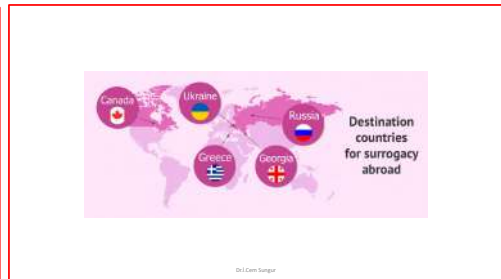 Canada
Ukraine
Russia
Greece
Georgia
Destination
countries
for surrogacy
abroad
Dr.I.Cem Sungur